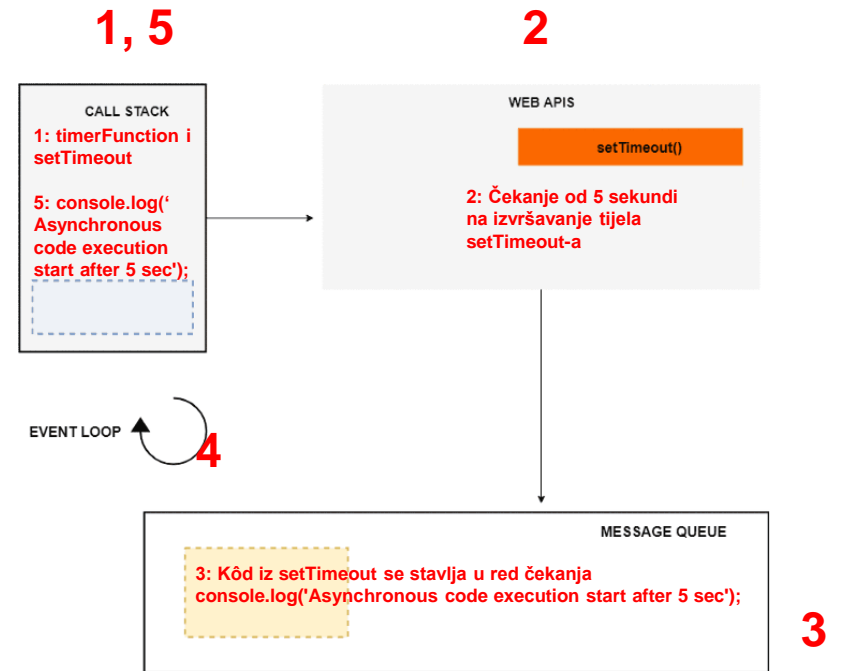 1, 5
2
CALL STACK
1: timerFunction i
setTimeout
5: console.log(‘
Asynchronous
code execution
start after 5 sec');
WEB APIS
setTimeout()
2: Čekanje od 5 sekundi
na izvršavanje tijela
setTimeout-a
EVENT LOOP
4
MESSAGE QUEUE
3: Kôd iz setTimeout se stavlja u red čekanja
console.log('Asynchronous code execution start after 5 sec');
3